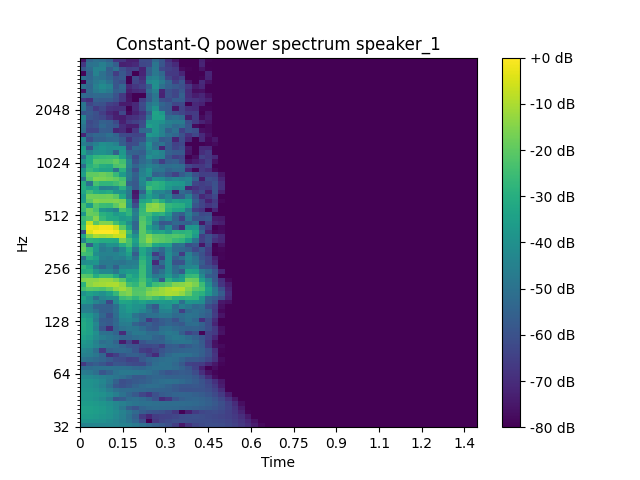 Constant-Q power spectrum speaker_1
Hz
2048
1024
512
256
128
64
32
0 0.15 0.3 0.45 0.6 0.75 0.9 1.1 1.2 1.4
Time
+0 dB
-10 dB
-20 dB
-30 dB
-40 dB
-50 dB
-60 dB
-70 dB
-80 dB